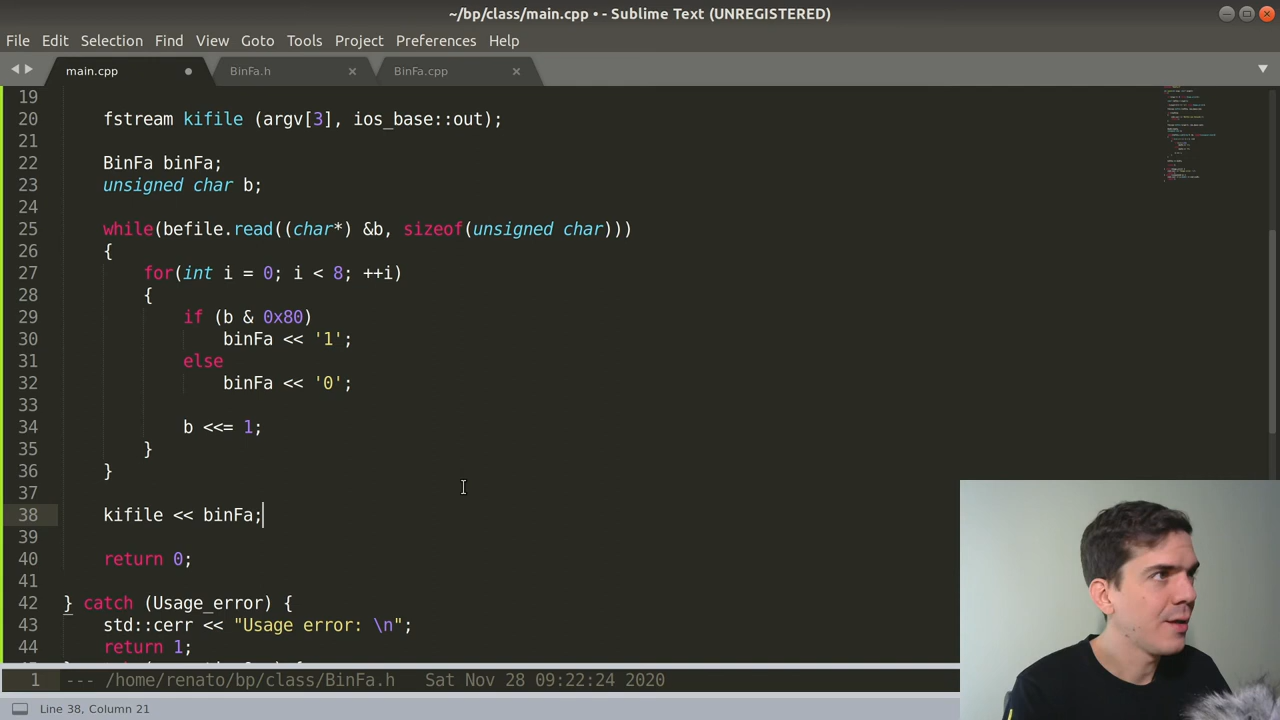 ~/bp/class/main.cpp • - Sublime Text (UNREGISTERED)
File Edit Selection Find View Goto Tools Project Preferences Help
main.cpp BinFa.h BinFa.cpp
19
20 fstream kifile (argv[3], ios_base::out);
21
22 BinFa binFa;
23 unsigned char b;
24
25 while(befile.read((char*) &b, sizeof(unsigned char)))
26 {
27 for(int i = 0; i < 8; ++i)
28 {
29 if (b & 0x80)
30 binFa << '1';
31 else
32 binFa << '0';
33
34 b <<= 1;
35 }
36 }
37
38 kifile << binFa;
39
40 return 0;
41
42 } catch (Usage_error) {
43 std::cerr << "Usage error: \n";
44 return 1;
1 --- /home/renato/bp/class/BinFa.h Sat Nov 28 09:22:24 2020
Line 38, Column 21